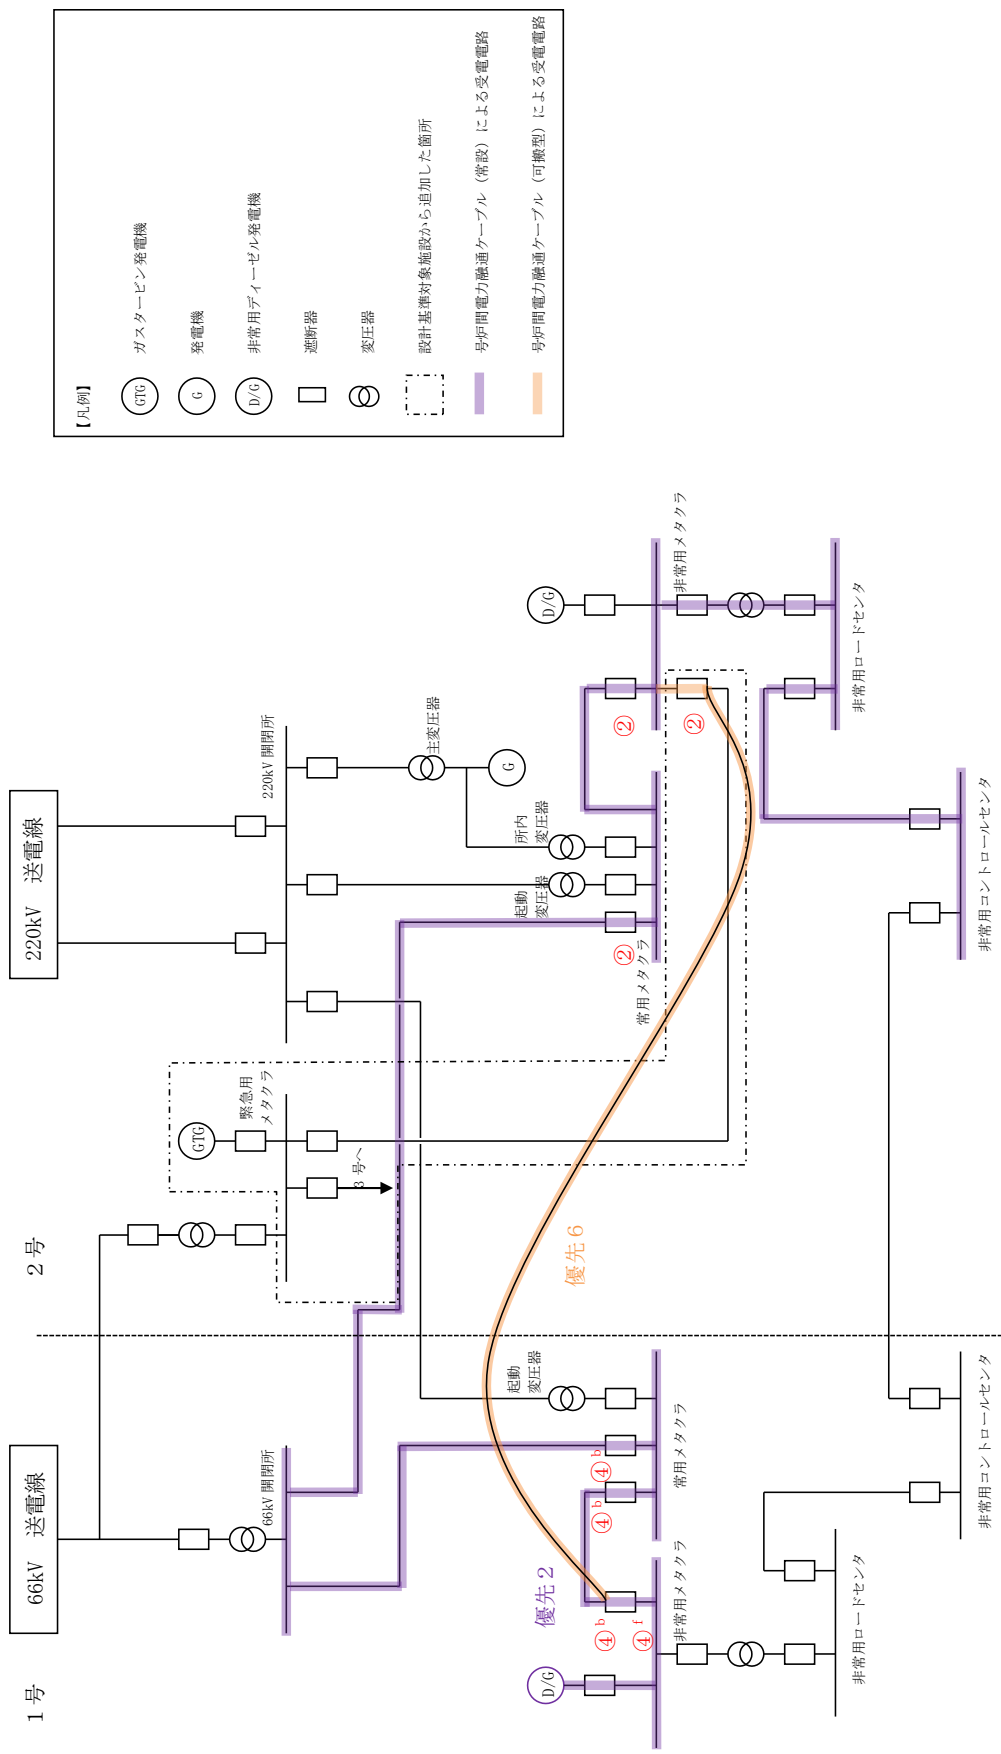 【凡例】
GTG ガスタービン発電機
G 発電機
D/G 非常用ディーゼル発電機
遮断器
変圧器
設計基準対象施設から追加した箇所
号炉間電力融通ケーブル（常設）による受電電路
号炉間電力融通ケーブル（可搬型）による受電電路
1号
2号
66kV 送電線
220kV 送電線
66kV 開閉所
220kV 開閉所
GTG
緊急用
メタクラ
3号へ
主変圧器
G
所内
変圧器
起動
変圧器
起動
変圧器
D/G
D/G
優先2
優先6
②
②
②
④b
④b
④b
④f
常用メタクラ
非常用メタクラ
常用メタクラ
非常用メタクラ
非常用ロードセンタ
非常用ロードセンタ
非常用コントロールセンタ
非常用コントロールセンタ